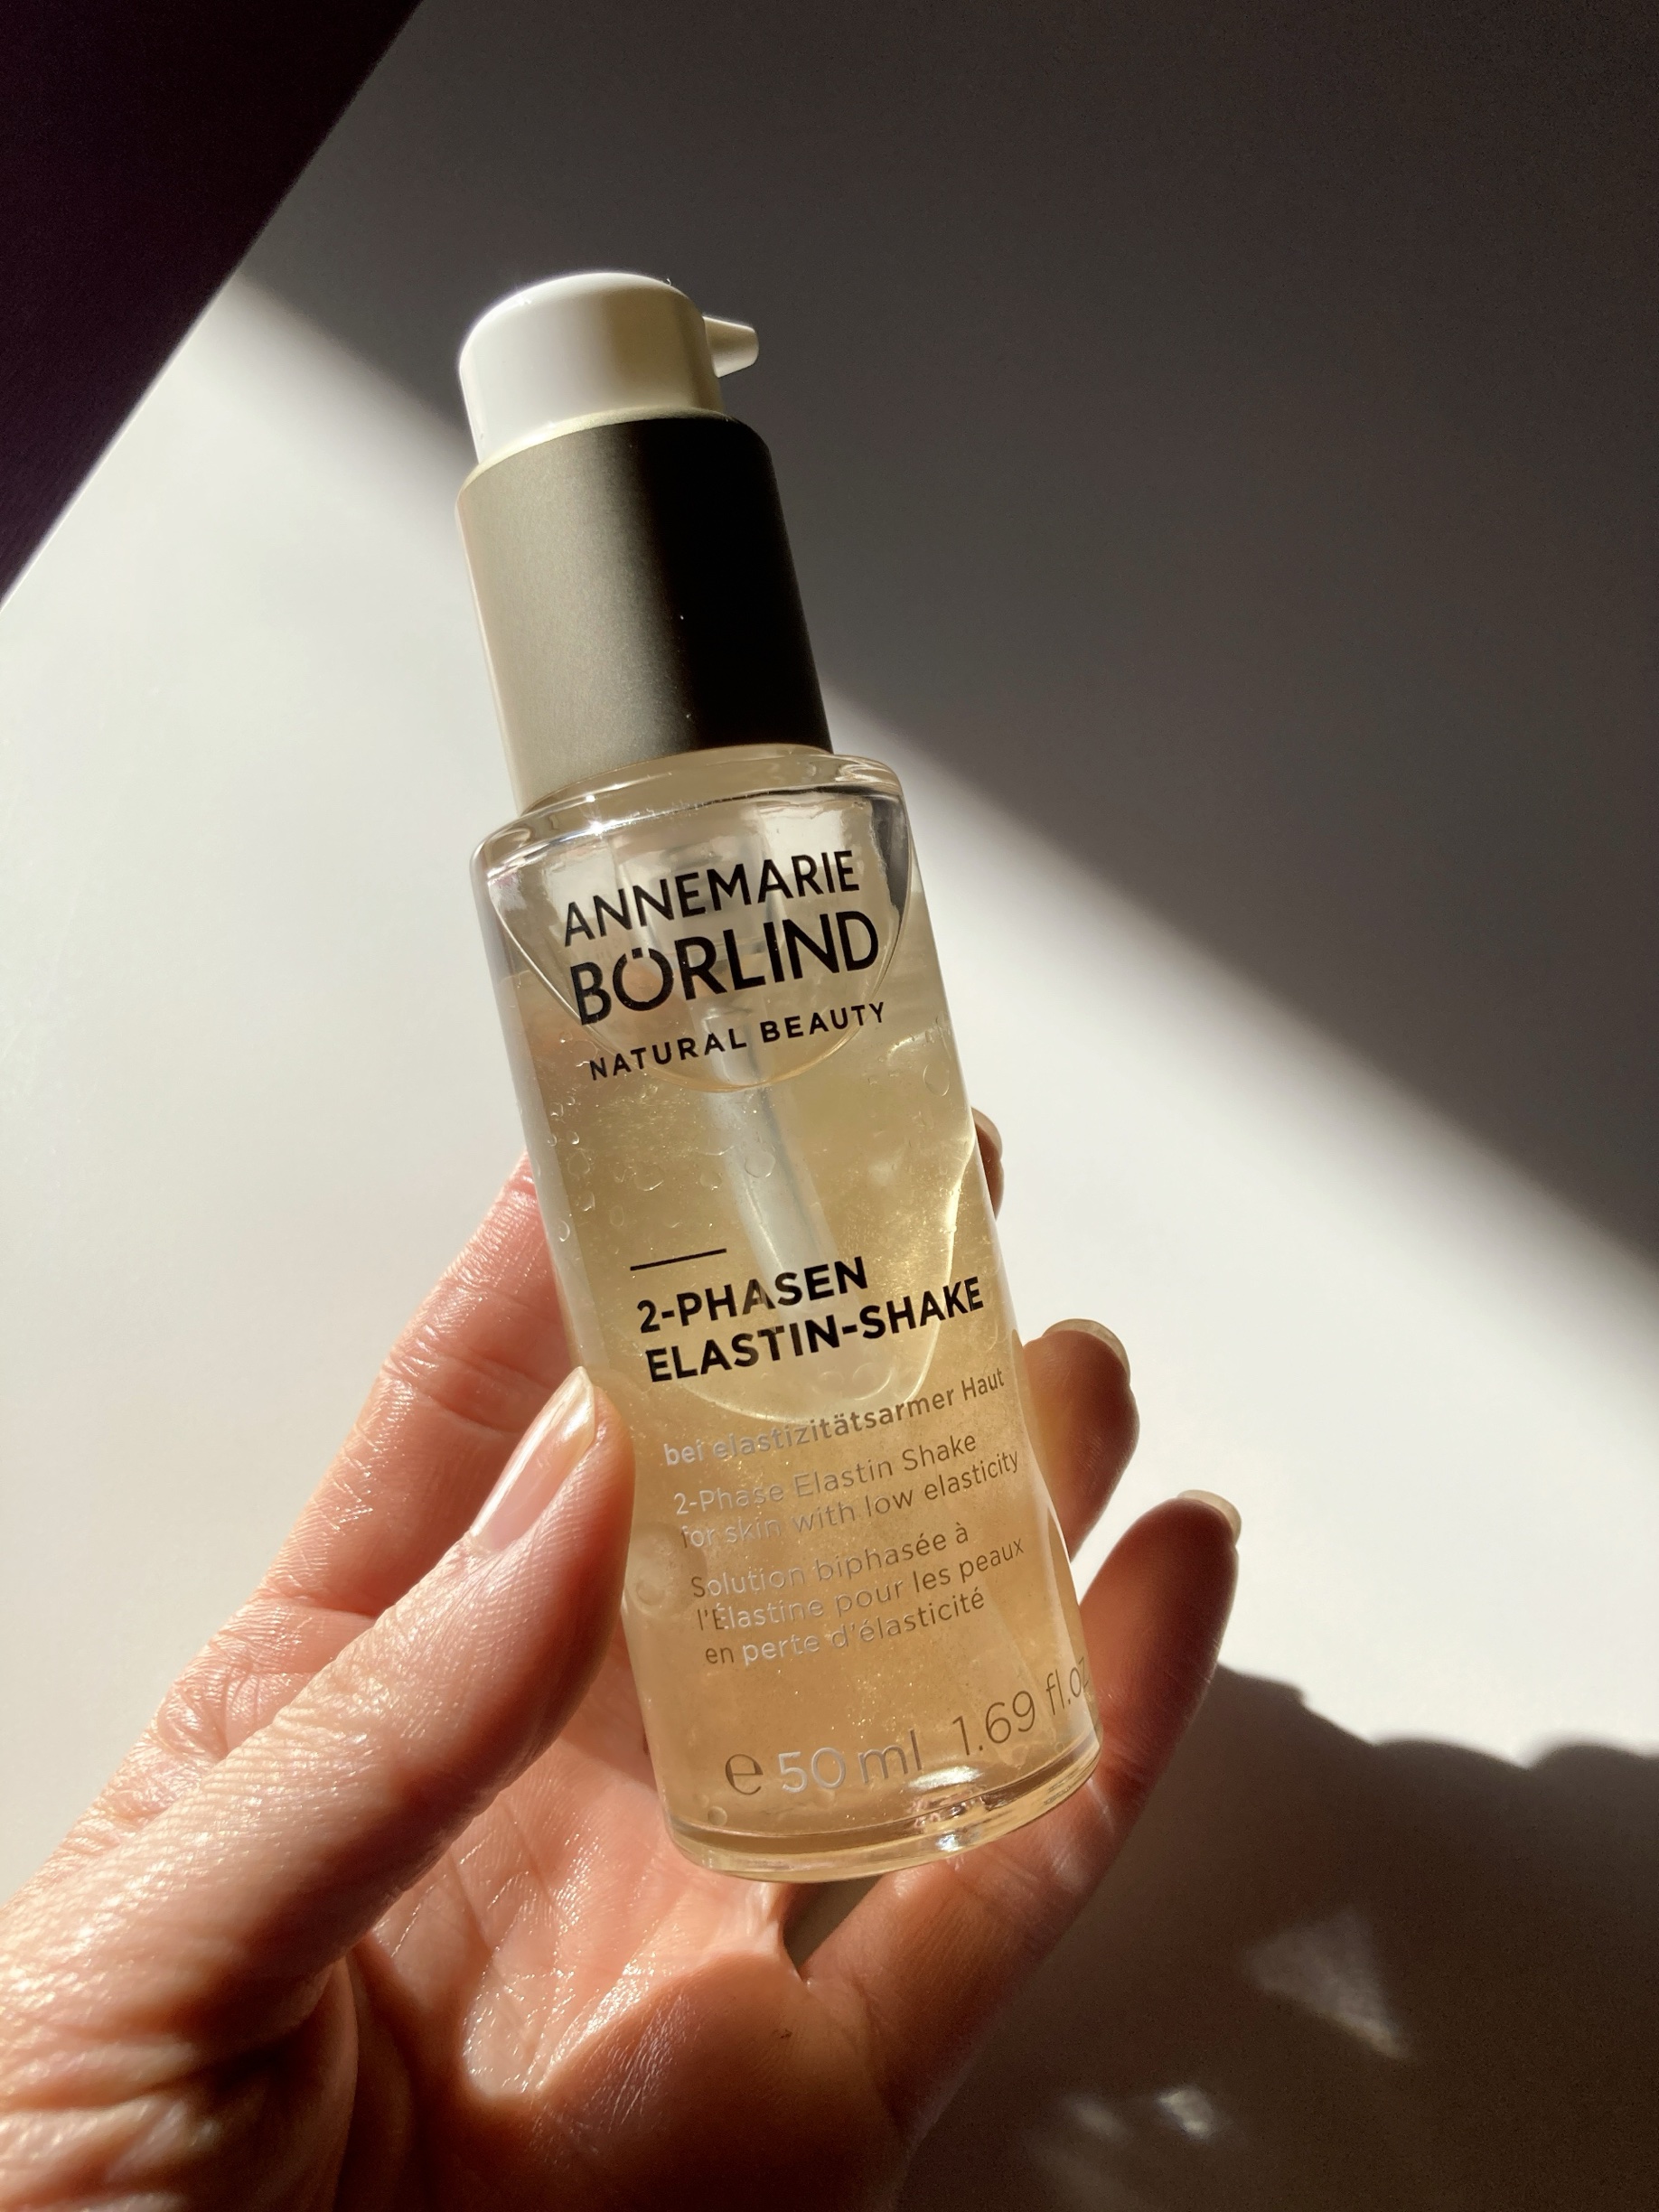 ANNEMARIE
BÖRLIND
NATURAL BEAUTY
2-PHASEN
ELASTIN-SHAKE
bei elastizitätsarmer Haut
2-Phase Elastin Shake
for skin with low elasticity
Solution biphasée à
l'Élastine pour les peaux
en perte d'élasticité
℮ 50 ml 1.69 fl.oz